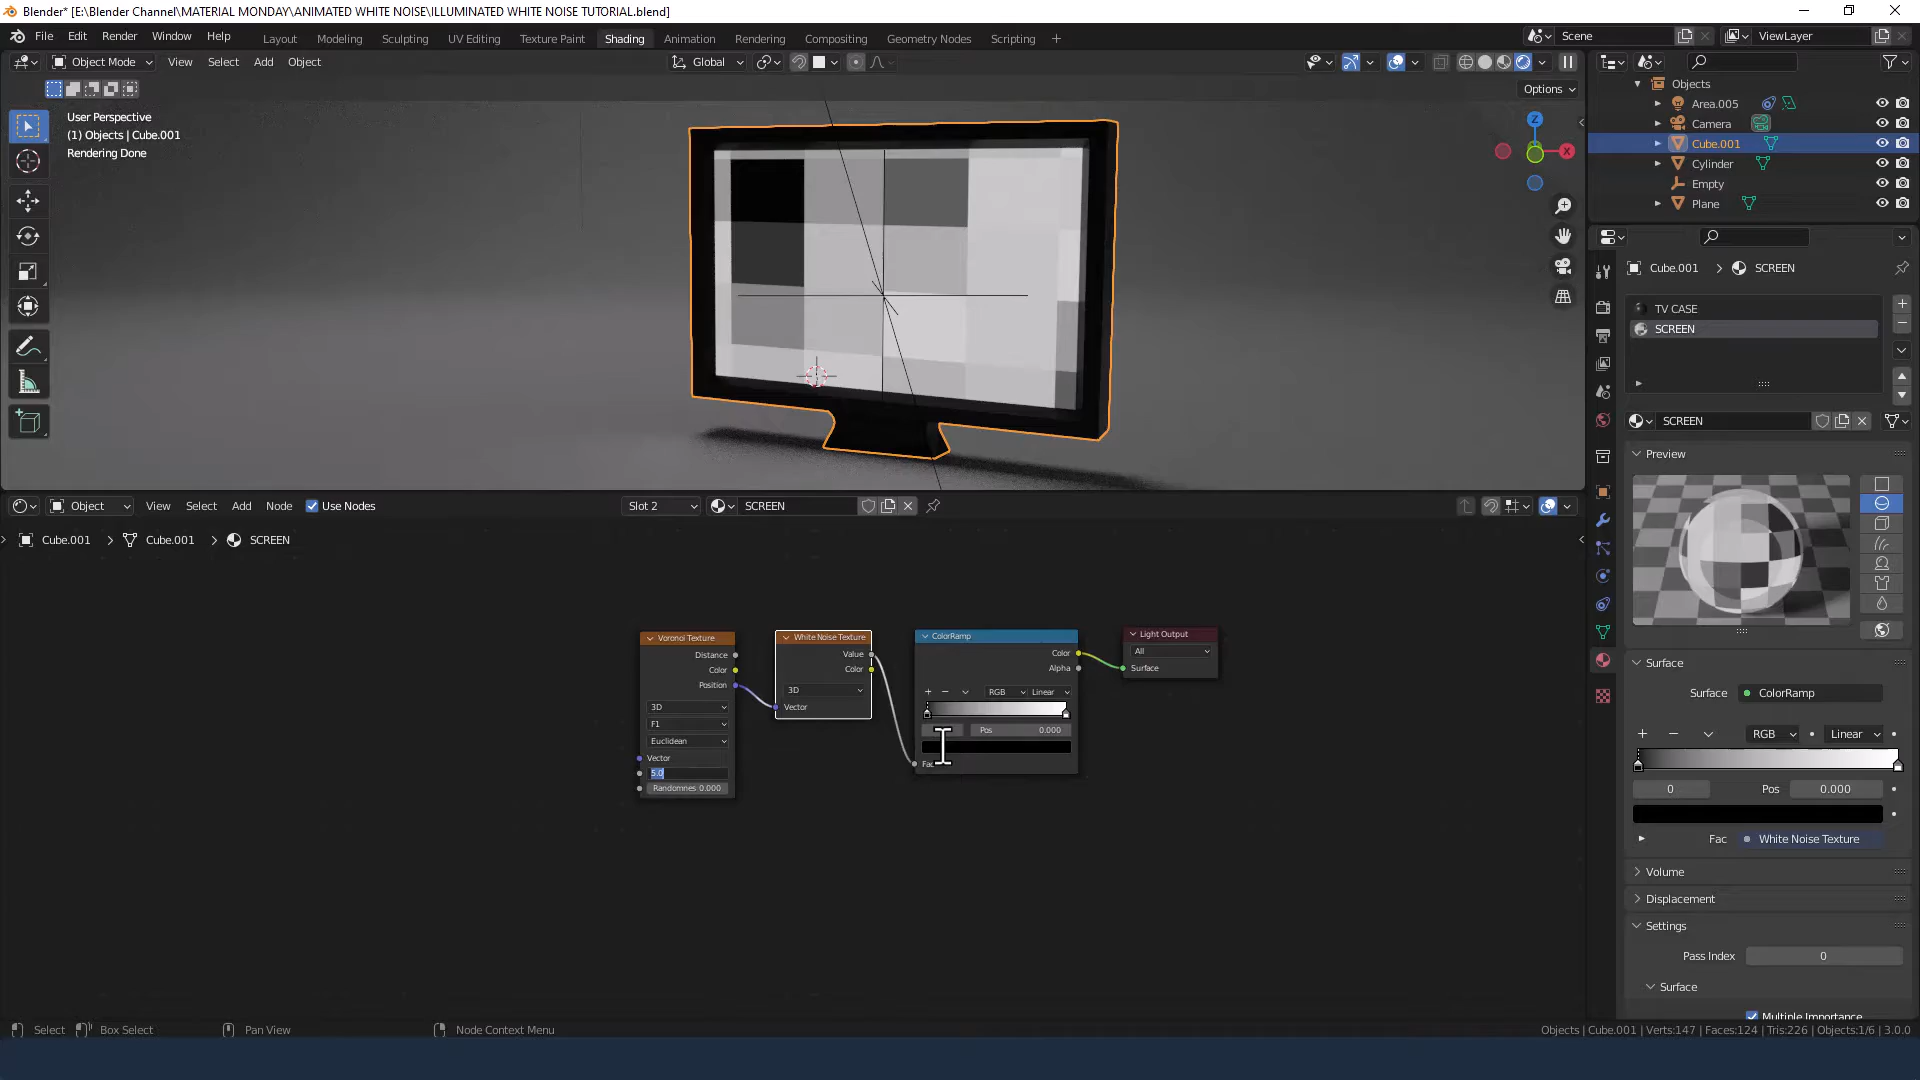 Blender* [E:\Blender Channel\MATERIAL MONDAY\ANIMATED WHITE NOISE\ILLUMINATED WHITE NOISE TUTORIAL.blend]
File Edit Render Window Help Layout Modeling Sculpting UV Editing Texture Paint Shading Animation Rendering Compositing Geometry Nodes Scripting + Scene ViewLayer
Object Mode View Select Add Object Global
Options
User Perspective
(1) Objects | Cube.001
Rendering Done
Z
X
Objects
Area.005
Camera
Cube.001
Cylinder
Empty
Plane
Cube.001 > SCREEN
TV CASE
SCREEN
SCREEN
Preview
Surface
Surface ColorRamp
RGB Linear
0 Pos 0.000
Fac White Noise Texture
Volume
Displacement
Settings
Pass Index 0
Surface
Multiple Importance
Object View Select Add Node Use Nodes Slot 2 SCREEN
Cube.001 > Cube.001 > SCREEN
Voronoi Texture
Distance
Color
Position
3D
F1
Euclidean
Vector
5.0
Randomnes 0.000
White Noise Texture
Value
Color
3D
Vector
ColorRamp
Color
Alpha
RGB Linear
Pos 0.000
Fac
Light Output
All
Surface
Select Box Select Pan View Node Context Menu Objects | Cube.001 | Verts:147 | Faces:124 | Tris:226 | Objects:1/6 | 3.0.0